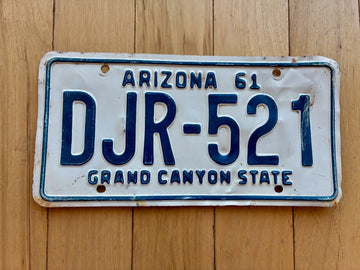 ARIZONA 61
DJR-521
GRAND CANYON STATE